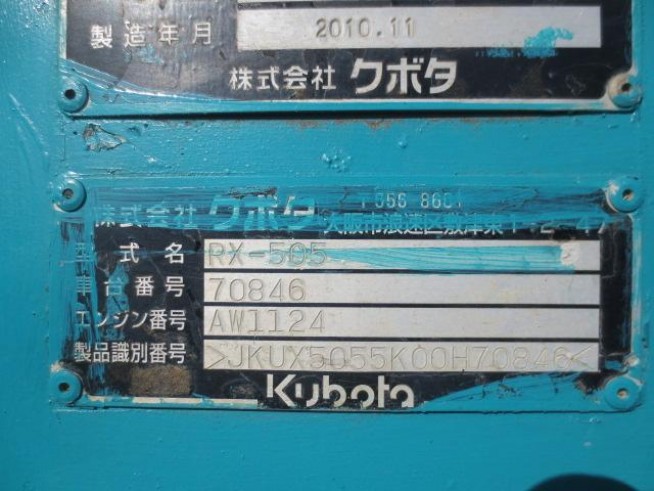 製造年月 2010.11
株式会社 クボタ
株式会社 クボタ
大阪市浪速区敷津東1-2-47
型式名 RX-505
車台番号 70846
エンジン番号 AW1124
製品識別番号 >JKUX5055K00H70846<
Kubota